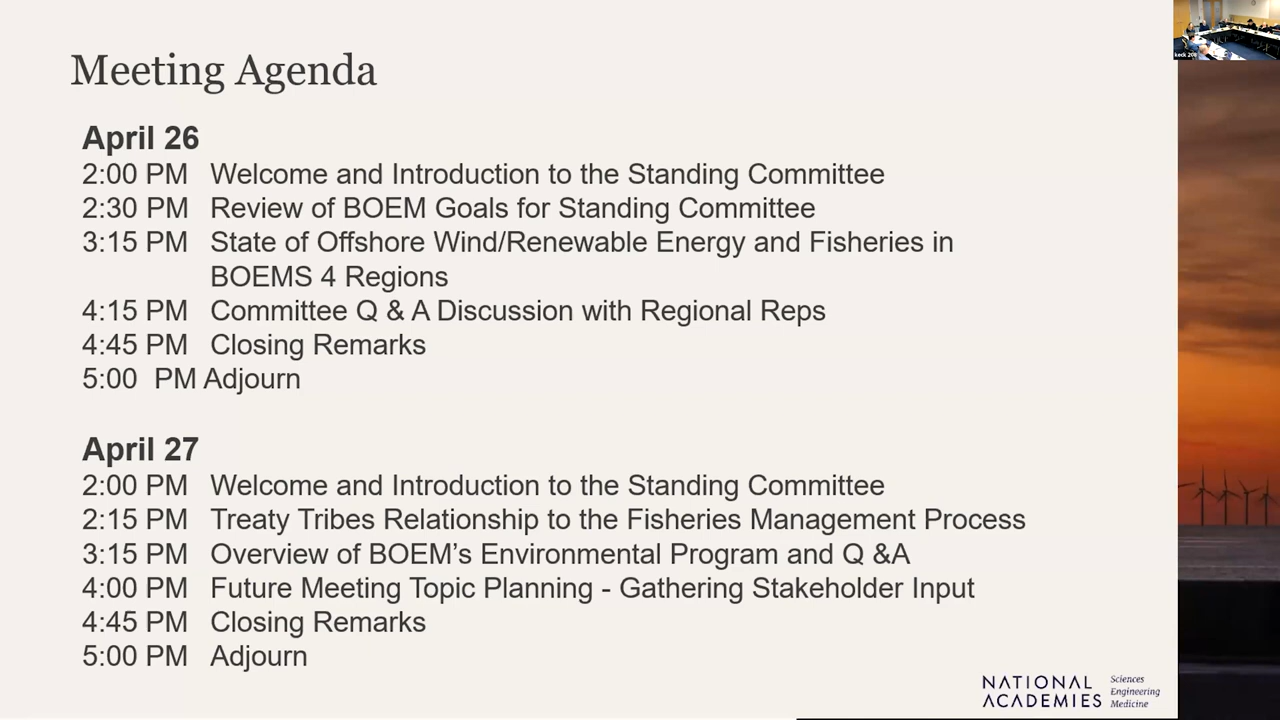 Meeting Agenda
April 26
2:00 PM Welcome and Introduction to the Standing Committee
2:30 PM Review of BOEM Goals for Standing Committee
3:15 PM State of Offshore Wind/Renewable Energy and Fisheries in
BOEMS 4 Regions
4:15 PM Committee Q & A Discussion with Regional Reps
4:45 PM Closing Remarks
5:00 PM Adjourn
April 27
2:00 PM Welcome and Introduction to the Standing Committee
2:15 PM Treaty Tribes Relationship to the Fisheries Management Process
3:15 PM Overview of BOEM’s Environmental Program and Q &A
4:00 PM Future Meeting Topic Planning - Gathering Stakeholder Input
4:45 PM Closing Remarks
5:00 PM Adjourn
NATIONAL ACADEMIES
Sciences
Engineering
Medicine